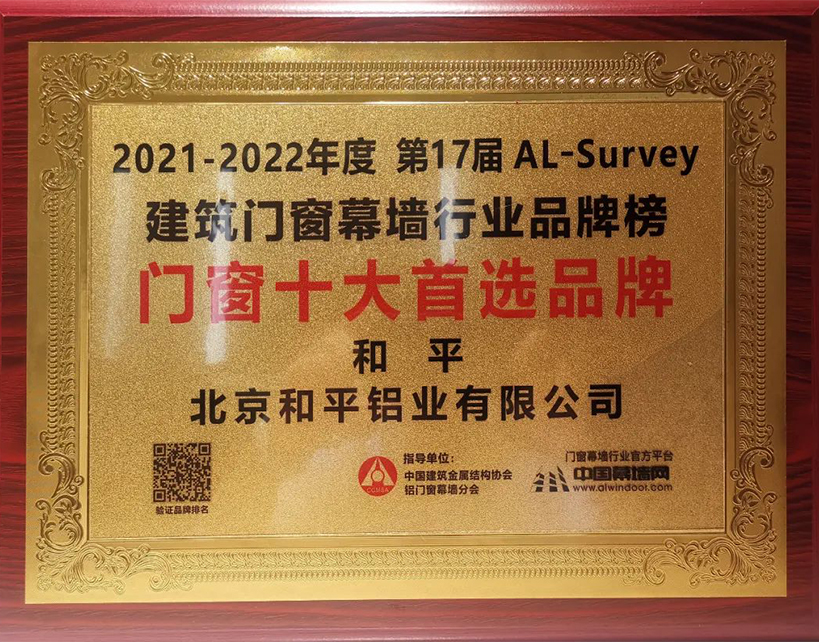 2021-2022年度 第17届 AL-Survey
建筑门窗幕墙行业品牌榜
门窗十大首选品牌
和 平
北京和平铝业有限公司
验证品牌排名
CCMSA
指导单位:
中国建筑金属结构协会
铝门窗幕墙分会
门窗幕墙行业官方平台
中国幕墙网
www.alwindoor.com